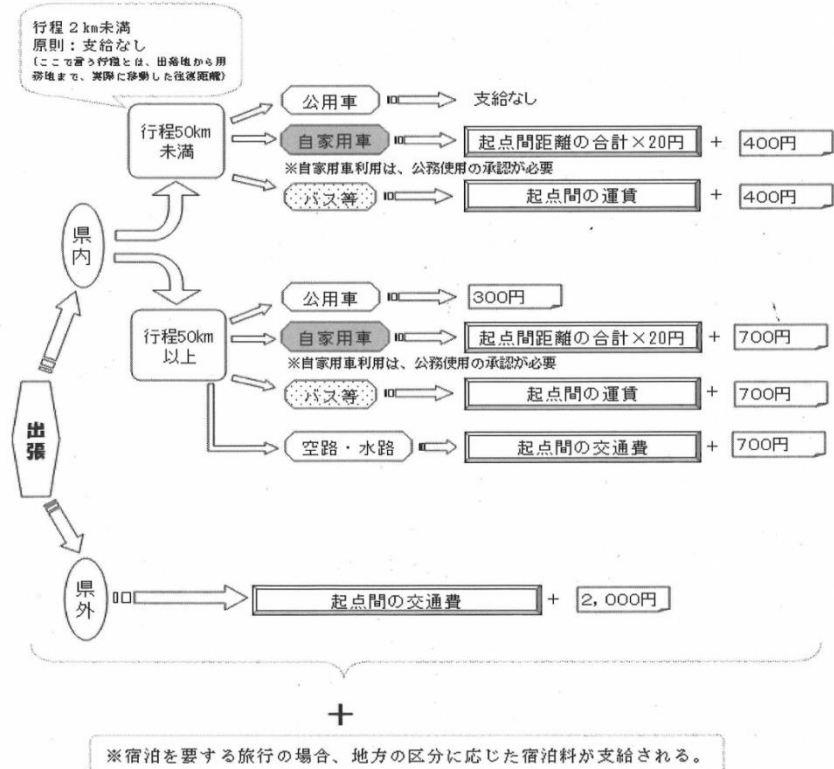 行程2km未満
原則：支給なし
（ここで言う行程とは、出発地から用
務地まで、実際に移動した往復距離）
行程50km
未満
公用車
支給なし
自家用車
起点間距離の合計×20円
+
400円
※自家用車利用は、公務使用の承認が必要
バス等
起点間の運賃
+
400円
県内
行程50km
以上
公用車
300円
自家用車
起点間距離の合計×20円
+
700円
※自家用車利用は、公務使用の承認が必要
バス等
起点間の運賃
+
700円
空路・水路
起点間の交通費
+
700円
出張
県外
起点間の交通費
+
2,000円
+
※宿泊を要する旅行の場合、地方の区分に応じた宿泊料が支給される。